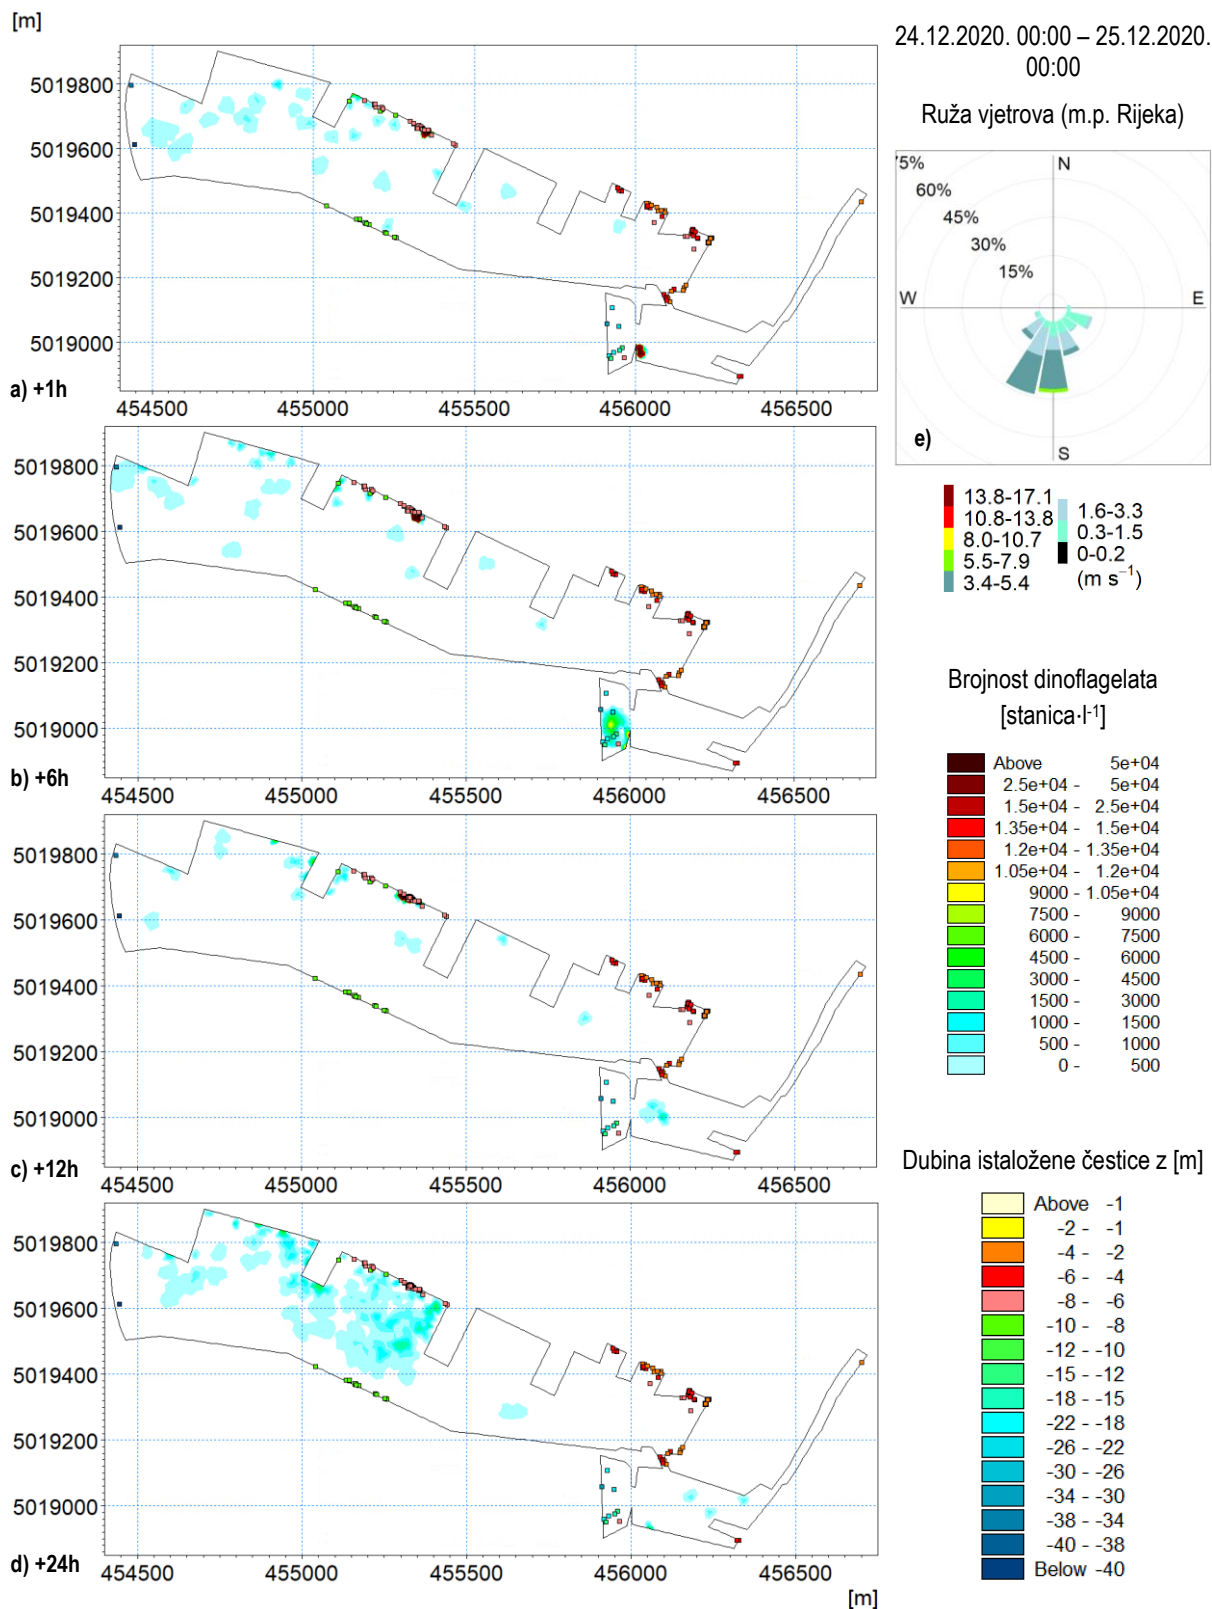 [m]
5019800
5019600
5019400
5019200
5019000
a) +1h
454500 455000 455500 456000 456500
5019800
5019600
5019400
5019200
5019000
b) +6h
454500 455000 455500 456000 456500
5019800
5019600
5019400
5019200
5019000
c) +12h
454500 455000 455500 456000 456500
5019800
5019600
5019400
5019200
5019000
d) +24h
454500 455000 455500 456000 456500
[m]
24.12.2020. 00:00 – 25.12.2020.
00:00
Ruža vjetrova (m.p. Rijeka)
75%
60%
45%
30%
15%
N
W
E
S
e)
13.8-17.1
10.8-13.8
8.0-10.7
5.5-7.9
3.4-5.4
1.6-3.3
0.3-1.5
0-0.2
(m s⁻¹)
Brojnost dinoflagelata
[stanica·l⁻¹]
Above 5e+04
2.5e+04 - 5e+04
1.5e+04 - 2.5e+04
1.35e+04 - 1.5e+04
1.2e+04 - 1.35e+04
1.05e+04 - 1.2e+04
9000 - 1.05e+04
7500 - 9000
6000 - 7500
4500 - 6000
3000 - 4500
1500 - 3000
1000 - 1500
500 - 1000
0 - 500
Dubina istaložene čestice z [m]
Above -1
-2 - -1
-4 - -2
-6 - -4
-8 - -6
-10 - -8
-12 - -10
-15 - -12
-18 - -15
-22 - -18
-26 - -22
-30 - -26
-34 - -30
-38 - -34
-40 - -38
Below -40